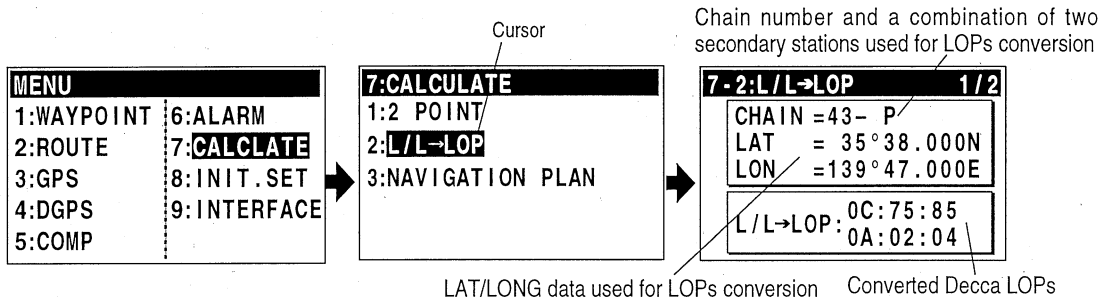 Chain number and a combination of two
secondary stations used for LOPs conversion
Cursor
MENU
1:WAYPOINT
2:ROUTE
3:GPS
4:DGPS
5:COMP
6:ALARM
7:CALCLATE
8:INIT.SET
9:INTERFACE
7:CALCULATE
1:2 POINT
2:L/L→LOP
3:NAVIGATION PLAN
7-2:L/L→LOP 1/2
CHAIN =43- P
LAT = 35°38.000N
LON =139°47.000E
L/L→LOP: 0C:75:85
0A:02:04
LAT/LONG data used for LOPs conversion
Converted Decca LOPs